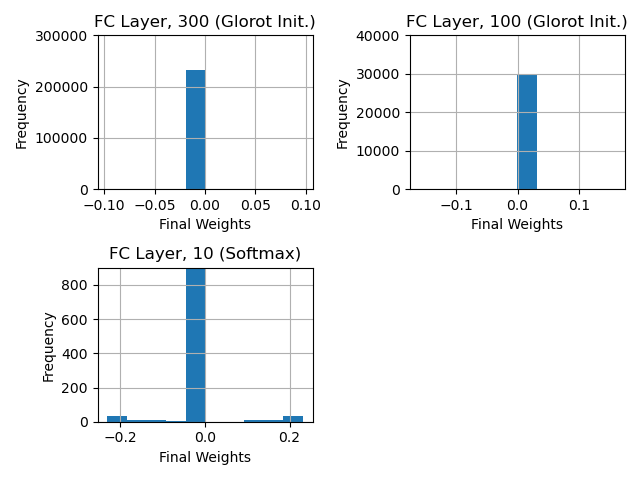 FC Layer, 300 (Glorot Init.)
300000
200000
100000
0
Frequency
−0.10 −0.05 0.00 0.05 0.10
Final Weights
FC Layer, 100 (Glorot Init.)
40000
30000
20000
10000
0
Frequency
−0.1 0.0 0.1
Final Weights
FC Layer, 10 (Softmax)
800
600
400
200
0
Frequency
−0.2 0.0 0.2
Final Weights